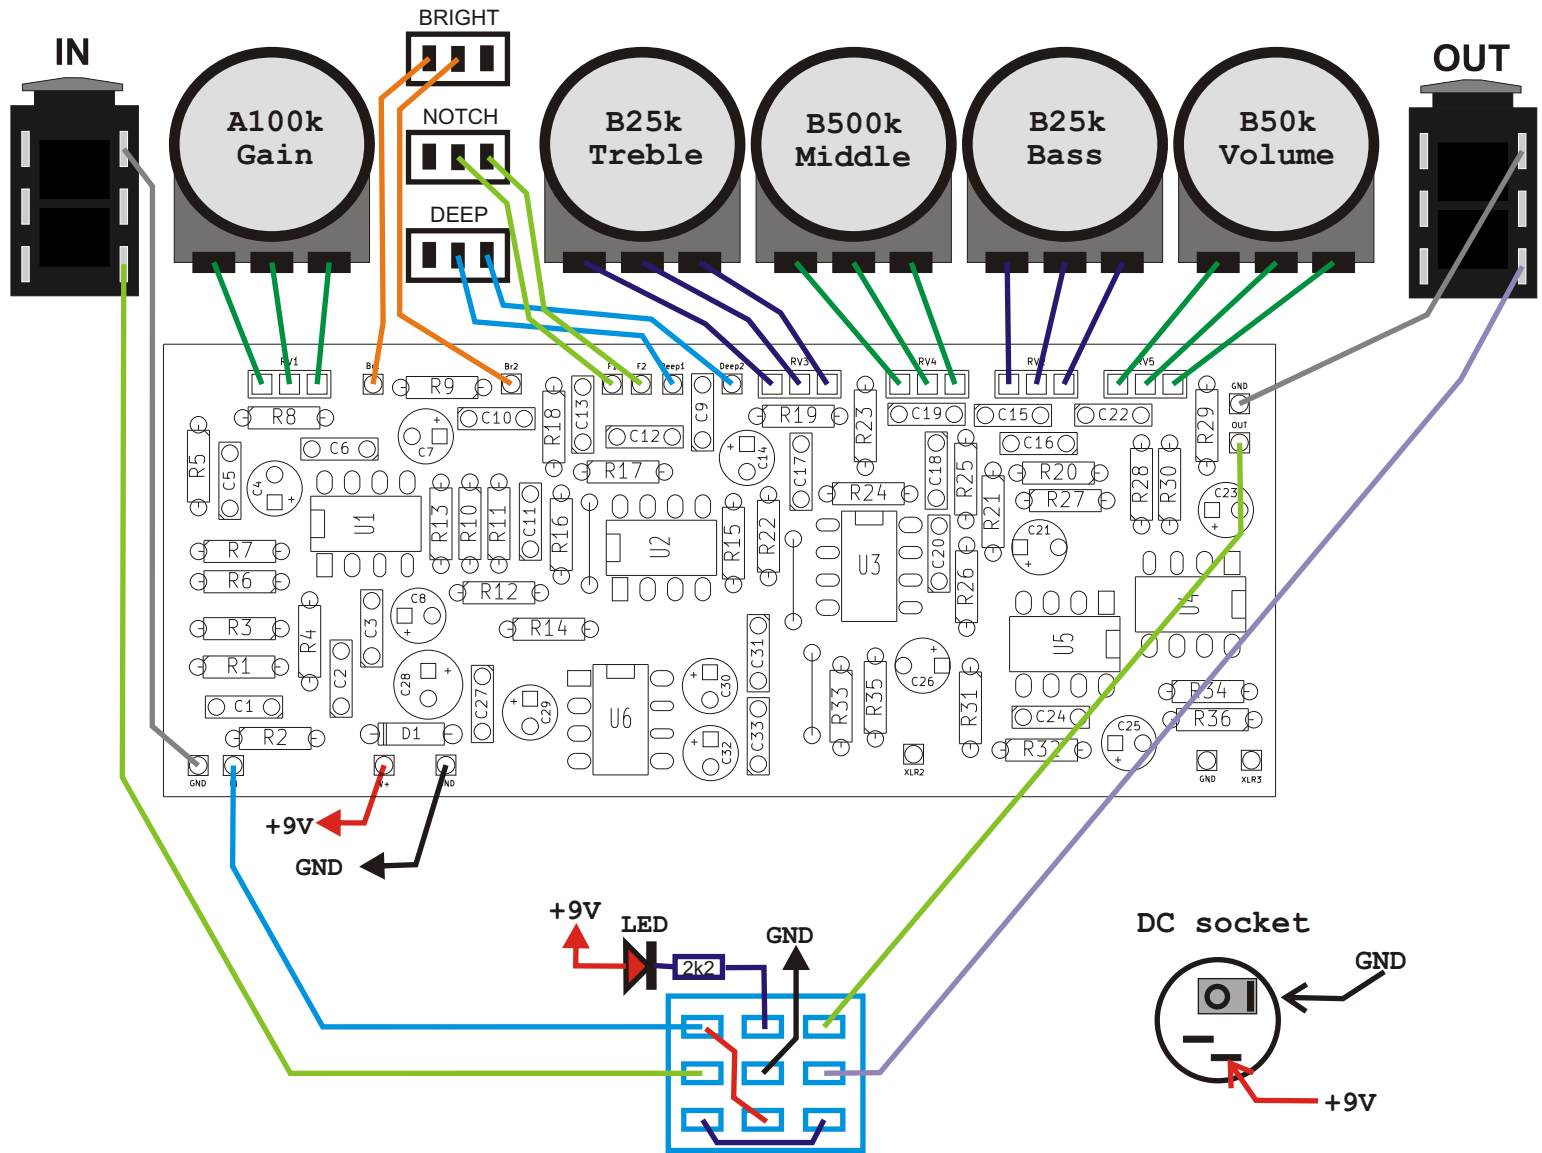 BRIGHT
IN
OUT
A100k
Gain
NOTCH
B25k
Treble
B500k
Middle
B25k
Bass
B50k
Volume
DEEP
RV1
RV3
RV4
RV5
Br2
F2
Deep1
Deep2
GND
OUT
R9
R8
C10
R18
C13
C12
C9
R19
R23
C19
C15
C22
R29
R5
C5
C6
C7
C4
R17
C14
C17
C18
R25
C16
R20
R28
R30
R24
R21
R27
C23
U1
R13
R10
R11
C11
R16
U2
R15
R22
U3
C20
C21
R7
R6
R12
R26
R3
R4
C3
C8
R14
C31
U5
R1
C2
C28
C27
C29
U6
C30
R33
R35
C26
R31
R34
C1
R2
D1
C32
C33
C24
R36
R32
C25
GND
V+
XLR2
GND
XLR3
+9V
GND
+9V
LED
2k2
GND
DC socket
GND
+9V